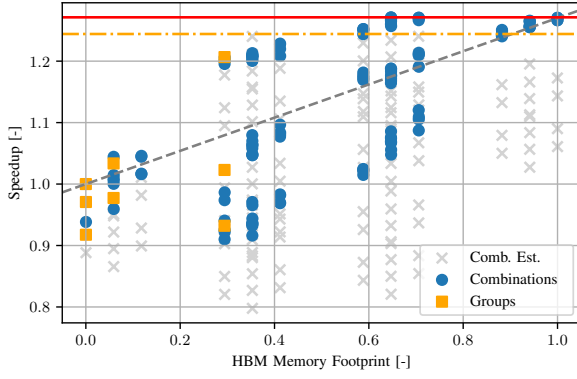 1.2
1.1
1.0
0.9
0.8
Speedup [-]
Comb. Est.
Combinations
Groups
0.0
0.2
0.4
0.6
0.8
1.0
HBM Memory Footprint [-]